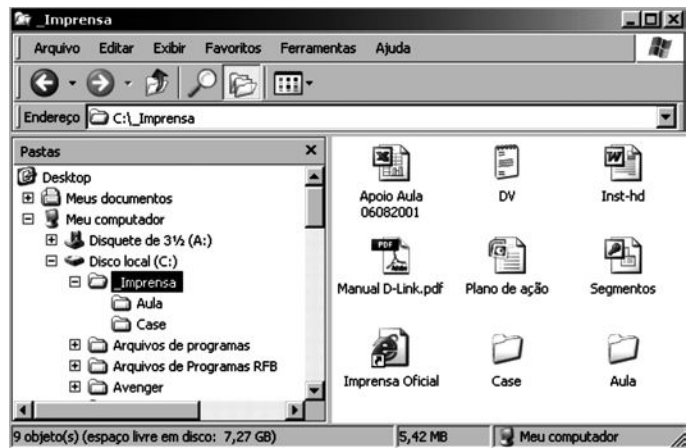 _Imprensa
Arquivo Editar Exibir Favoritos Ferramentas Ajuda
Endereço C:\_Imprensa
Pastas
Desktop
Meus documentos
Meu computador
Disquete de 3½ (A:)
Disco local (C:)
_Imprensa
Aula
Case
Arquivos de programas
Arquivos de Programas RFB
Avenger
Apoio Aula
06082001
DV
Inst-hd
PDF
Adobe
Manual D-Link.pdf
Plano de ação
Segmentos
Imprensa Oficial
Case
Aula
9 objeto(s) (espaço livre em disco: 7,27 GB) 5,42 MB Meu computador